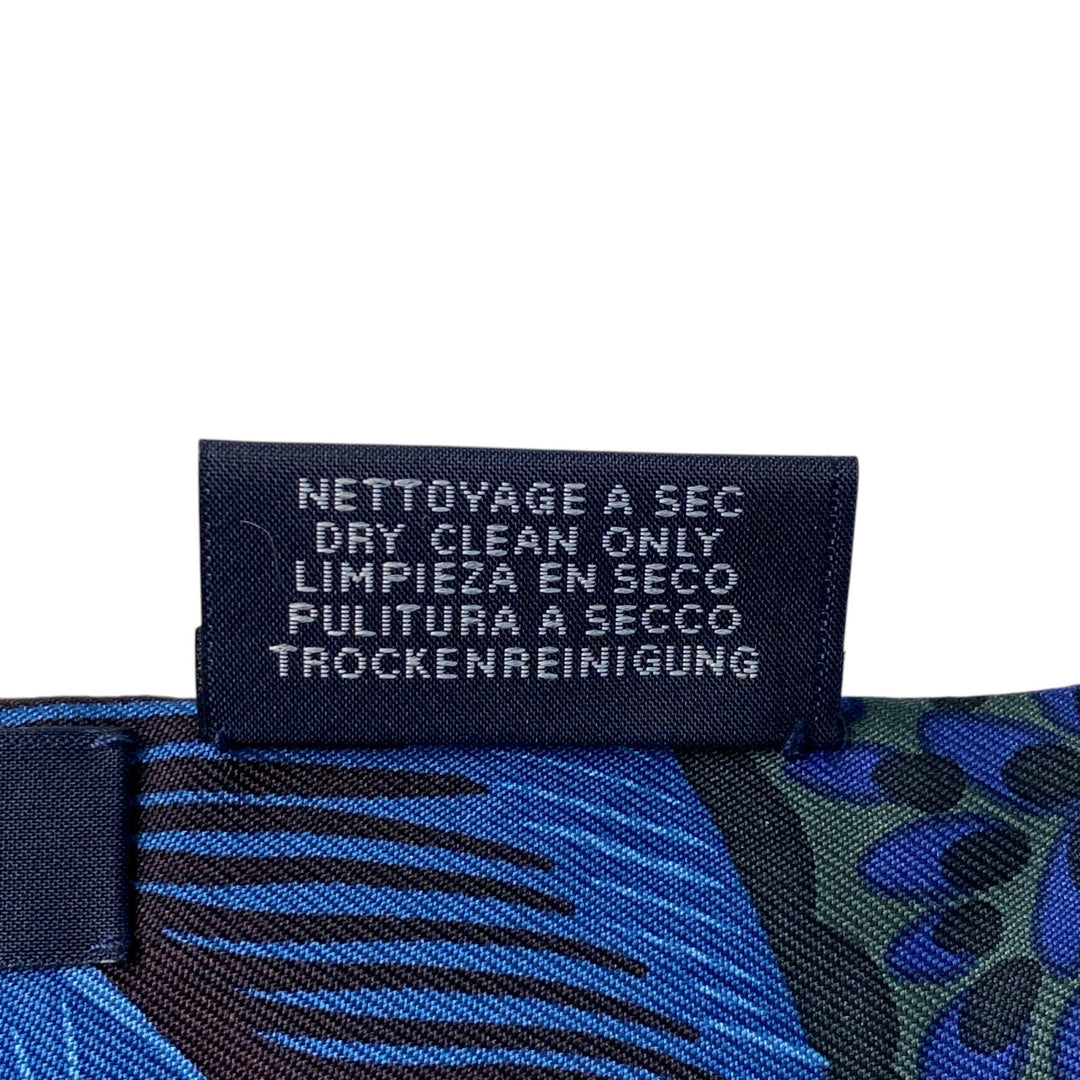 NETTOYAGE A SEC
DRY CLEAN ONLY
LIMPIEZA EN SECO
PULITURA A SECCO
TROCKENREINIGUNG